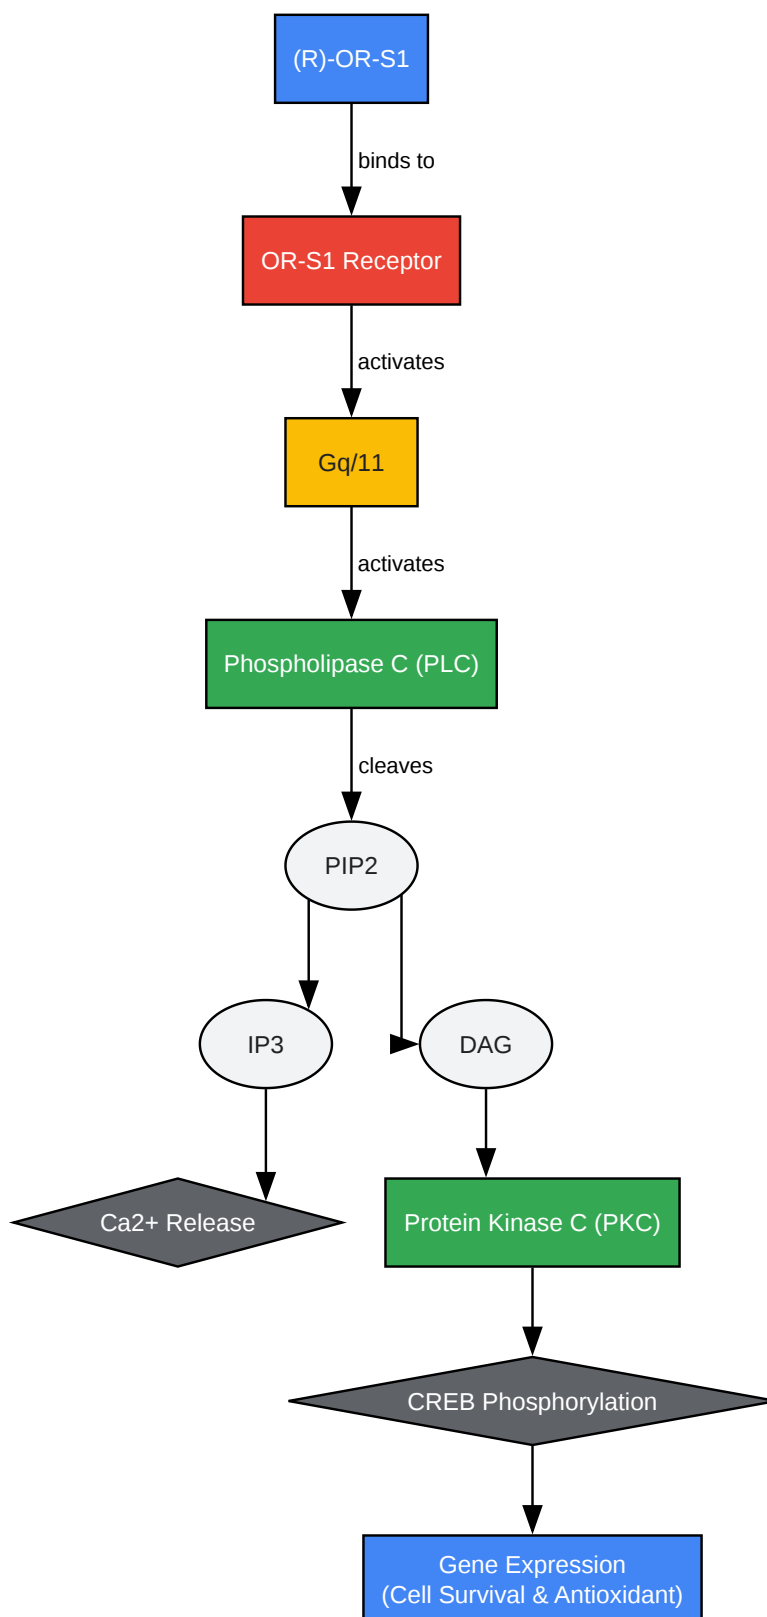 (R)-OR-S1
binds to
OR-S1 Receptor
activates
Gq/11
activates
Phospholipase C (PLC)
cleaves
PIP2
IP3
DAG
Ca2+ Release
Protein Kinase C (PKC)
CREB Phosphorylation
Gene Expression
(Cell Survival & Antioxidant)